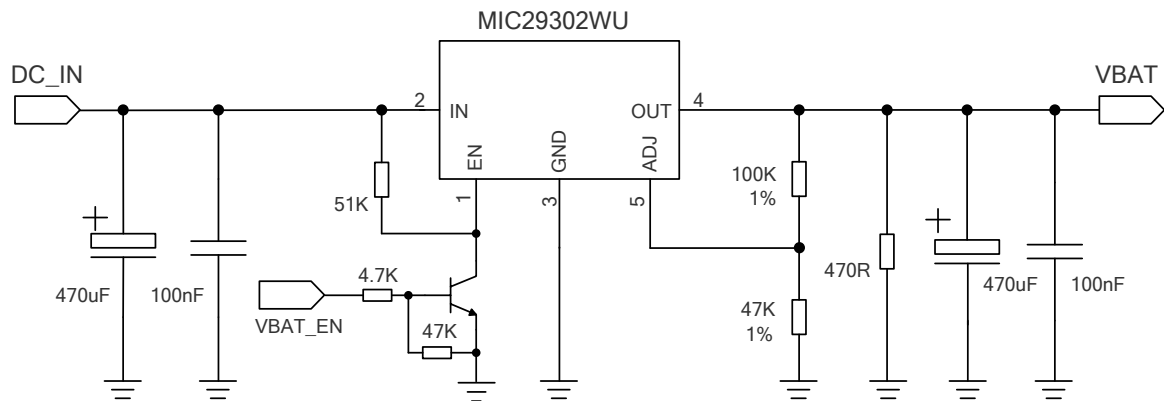 MIC29302WU
DC_IN
VBAT
2
IN
OUT
4
EN
GND
ADJ
1
3
5
51K
100K
1%
470uF
100nF
4.7K
VBAT_EN
47K
470R
47K
1%
470uF
100nF